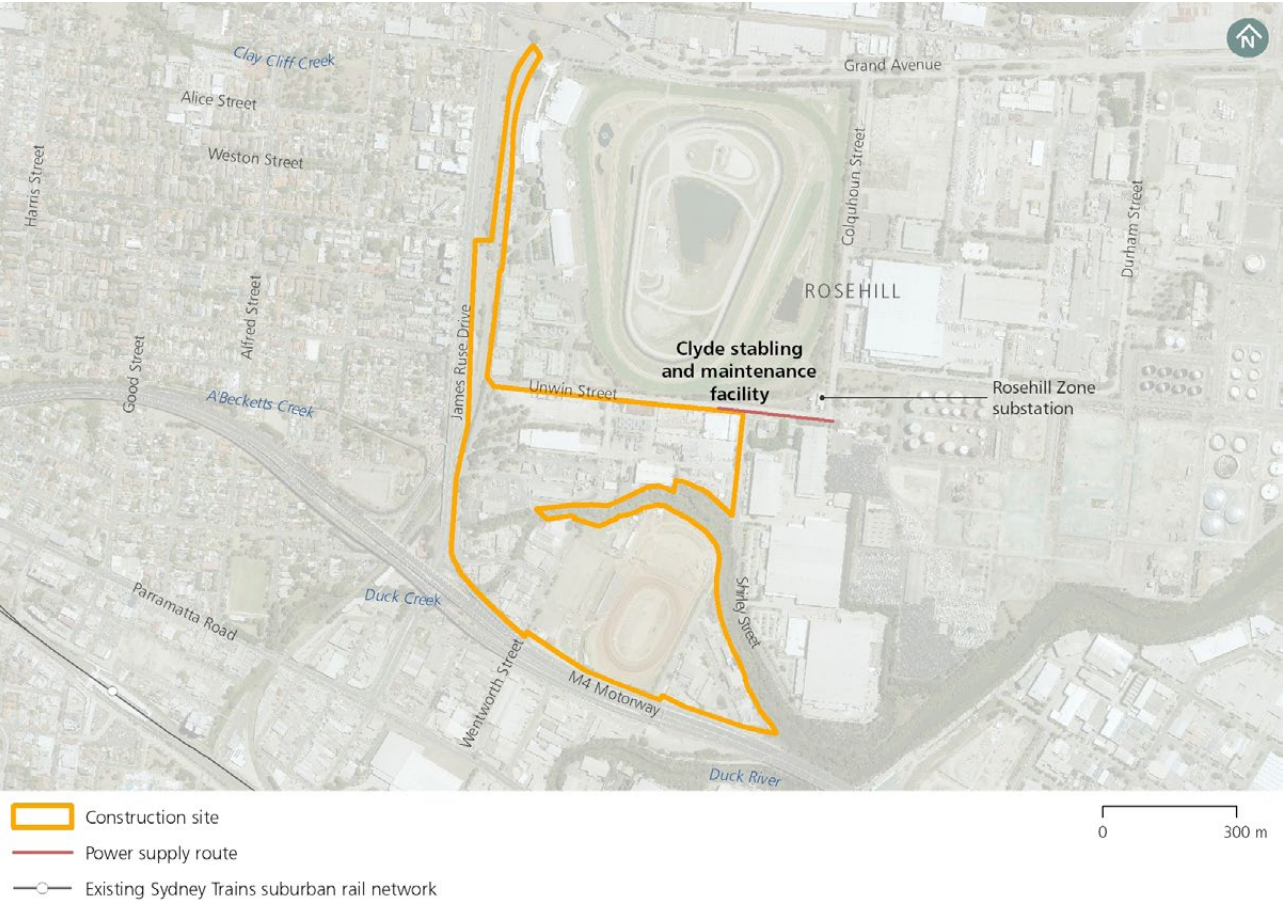 N
Clay Cliff Creek
Grand Avenue
Alice Street
Weston Street
Harris Street
Colquhoun Street
Durham Street
ROSEHILL
Alfred Street
James Ruse Drive
Good Street
Clyde stabling
and maintenance
facility
Unwin Street
Rosehill Zone
substation
A'Becketts Creek
Duck Creek
Parramatta Road
Shirley Street
Wentworth Street
M4 Motorway
Duck River
Construction site
0 300 m
Power supply route
Existing Sydney Trains suburban rail network